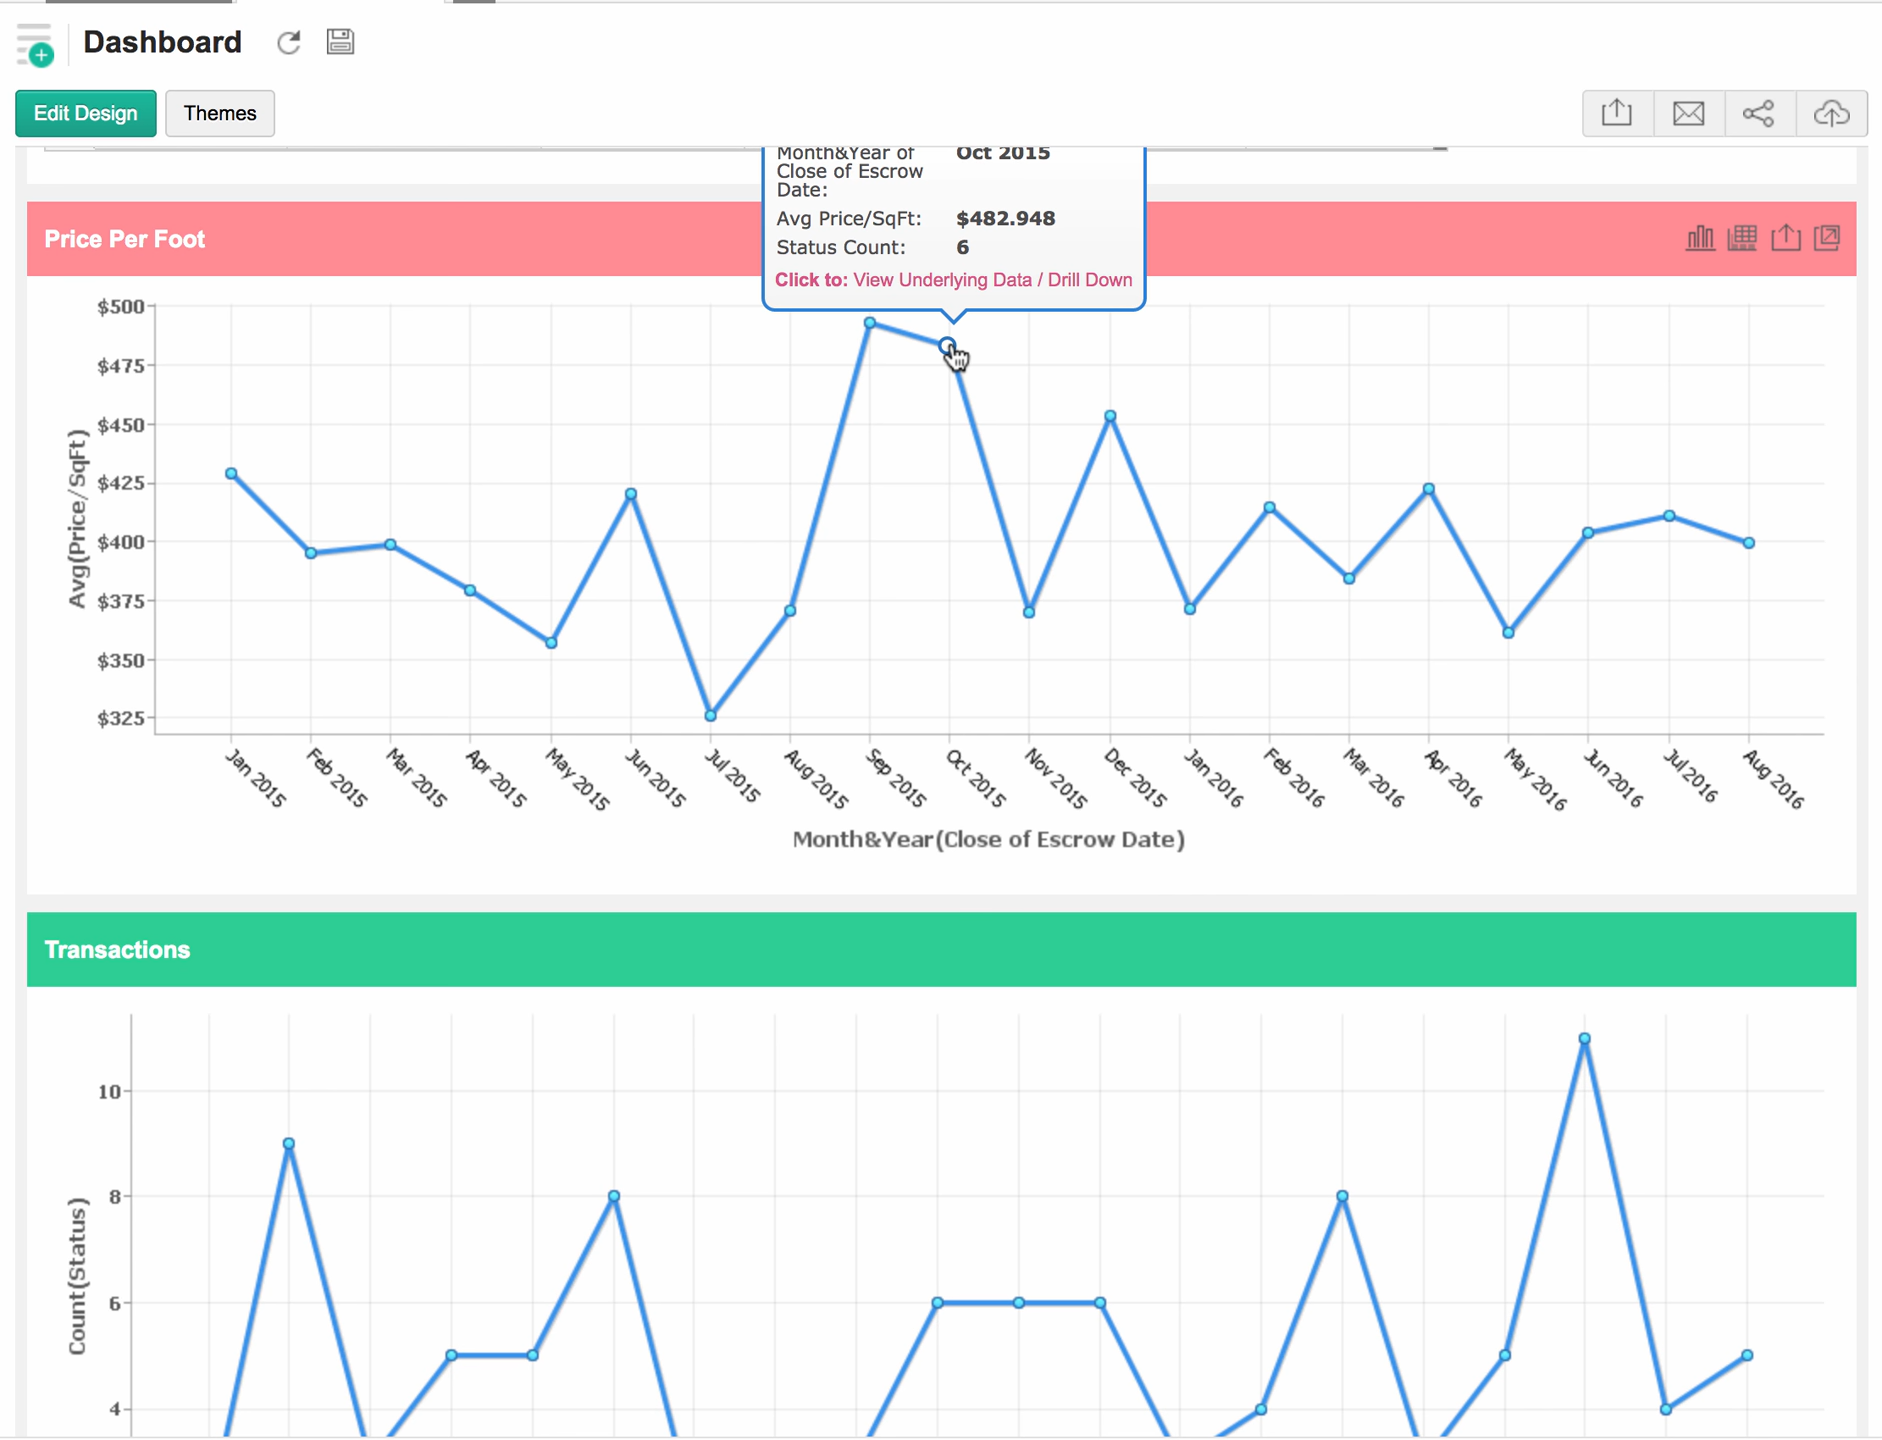 Dashboard
Edit Design
Themes
Month&Year of
Close of Escrow
Date:
Oct 2015
Avg Price/SqFt: $482.948
Status Count: 6
Click to: View Underlying Data / Drill Down
Price Per Foot
$500
$475
$450
$425
$400
$375
$350
$325
Avg(Price/SqFt)
Jan 2015
Feb 2015
Mar 2015
Apr 2015
May 2015
Jun 2015
Jul 2015
Aug 2015
Sep 2015
Oct 2015
Nov 2015
Dec 2015
Jan 2016
Feb 2016
Mar 2016
Apr 2016
May 2016
Jun 2016
Jul 2016
Aug 2016
Month&Year(Close of Escrow Date)
Transactions
10
8
6
4
Count(Status)